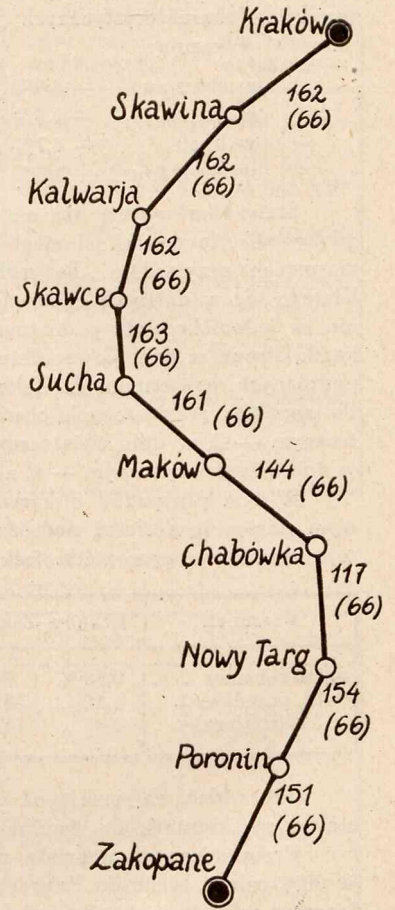 Kraków
162
(66)
Skawina
162
(66)
Kalwarja
162
(66)
Skawce
163
(66)
Sucha
161
(66)
Maków
144
(66)
Chabówka
117
(66)
Nowy Targ
154
(66)
Poronin
151
(66)
Zakopane